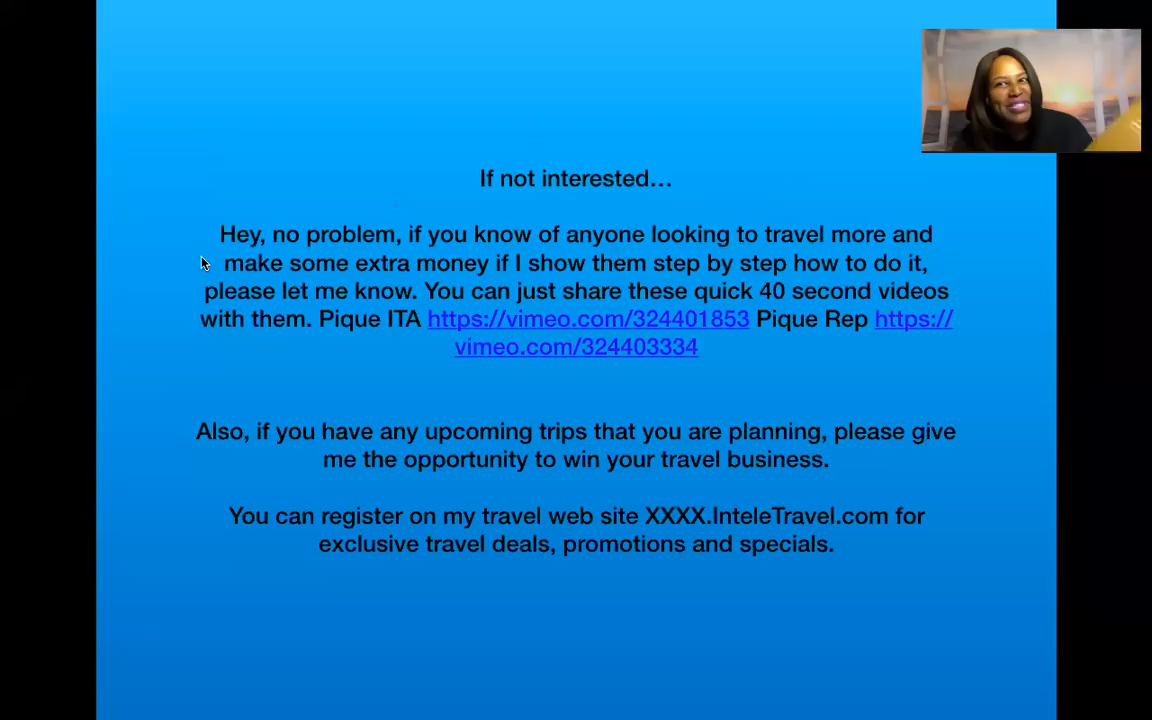 If not interested...
Hey, no problem, if you know of anyone looking to travel more and
make some extra money if I show them step by step how to do it,
please let me know. You can just share these quick 40 second videos
with them. Pique ITA https://vimeo.com/324401853 Pique Rep https://
vimeo.com/324403334
Also, if you have any upcoming trips that you are planning, please give
me the opportunity to win your travel business.
You can register on my travel web site XXXX.InteleTravel.com for
exclusive travel deals, promotions and specials.